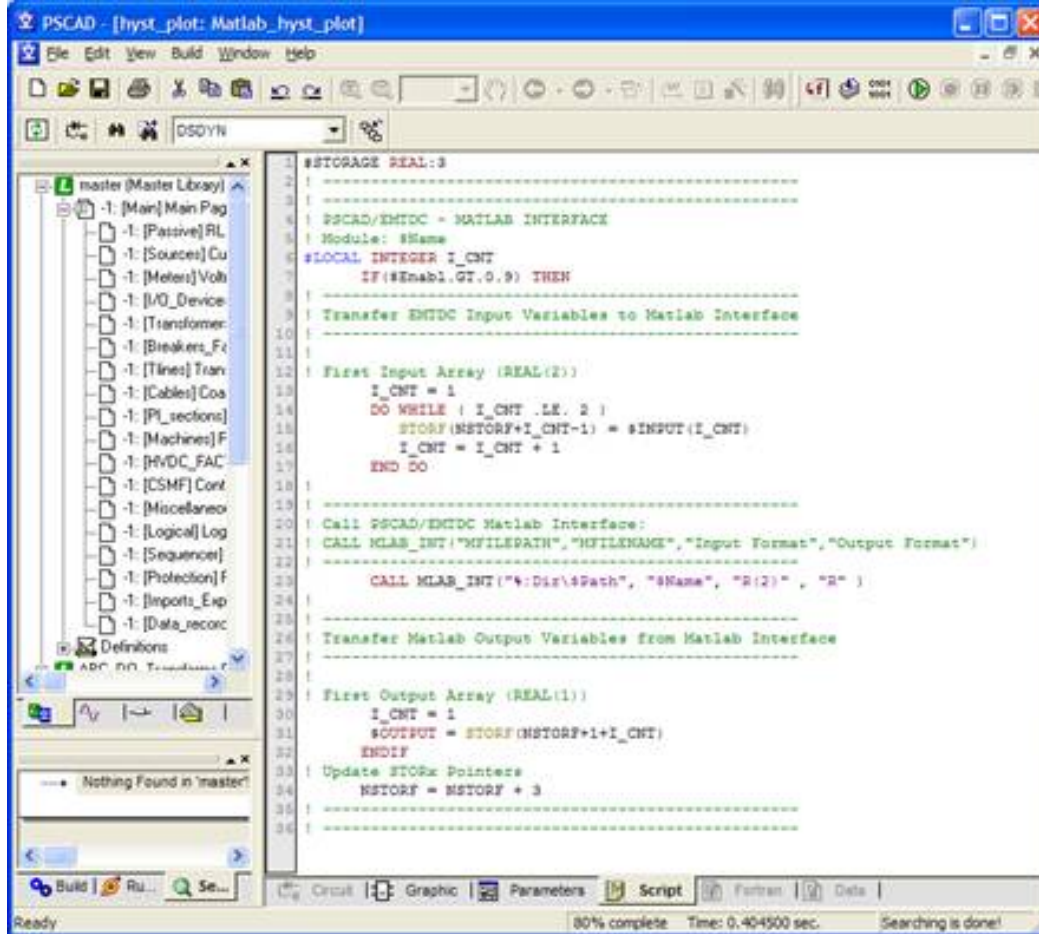 PSCAD - [hyst_plot: Matlab_hyst_plot]
File Edit View Build Window Help
DSDYN
master (Master Library)
-1: [Main] Main Pag
-1: [Passive] RL
-1: [Sources] Cu
-1: [Meters] Volt
-1: [I/O_Device
-1: [Transformer
-1: [Breakers_Fa
-1: [Tlines] Tran
-1: [Cables] Coa
-1: [PI_sections]
-1: [Machines] F
-1: [HVDC_FAC
-1: [CSMF] Cont
-1: [Miscellaneo
-1: [Logical] Log
-1: [Sequencer]
-1: [Protection] F
-1: [Imports_Exp
-1: [Data_recorc
Definitions
Nothing Found in 'master'!
Build Ru... Se...
1 #STORAGE REAL:3
2 ! --------------------------------------------------
3 ! --------------------------------------------------
4 ! PSCAD/EMTDC - MATLAB INTERFACE
5 ! Module: $Name
6 #LOCAL INTEGER I_CNT
7 IF($Enabl.GT.0.9) THEN
8 ! --------------------------------------------------
9 ! Transfer EMTDC Input Variables to Matlab Interface
10 ! --------------------------------------------------
11 !
12 ! First Input Array (REAL(2))
13 I_CNT = 1
14 DO WHILE ( I_CNT .LE. 2 )
15 STORF(NSTORF+I_CNT-1) = $INPUT(I_CNT)
16 I_CNT = I_CNT + 1
17 END DO
18 !
19 ! --------------------------------------------------
20 ! Call PSCAD/EMTDC Matlab Interface:
21 ! CALL MLAB_INT("MFILEPATH","MFILENAME","Input Format","Output Format")
22 ! --------------------------------------------------
23 CALL MLAB_INT("%:Dir\$Path", "$Name", "R(2)" , "R" )
24 !
25 ! --------------------------------------------------
26 ! Transfer Matlab Output Variables from Matlab Interface
27 ! --------------------------------------------------
28 !
29 ! First Output Array (REAL(1))
30 I_CNT = 1
31 $OUTPUT = STORF(NSTORF+1+I_CNT)
32 ENDIF
33 ! Update STORx Pointers
34 NSTORF = NSTORF + 3
35 ! --------------------------------------------------
36 ! --------------------------------------------------
Circuit Graphic Parameters Script Fortran Data
Ready 80% complete Time: 0.404500 sec. Searching is done!